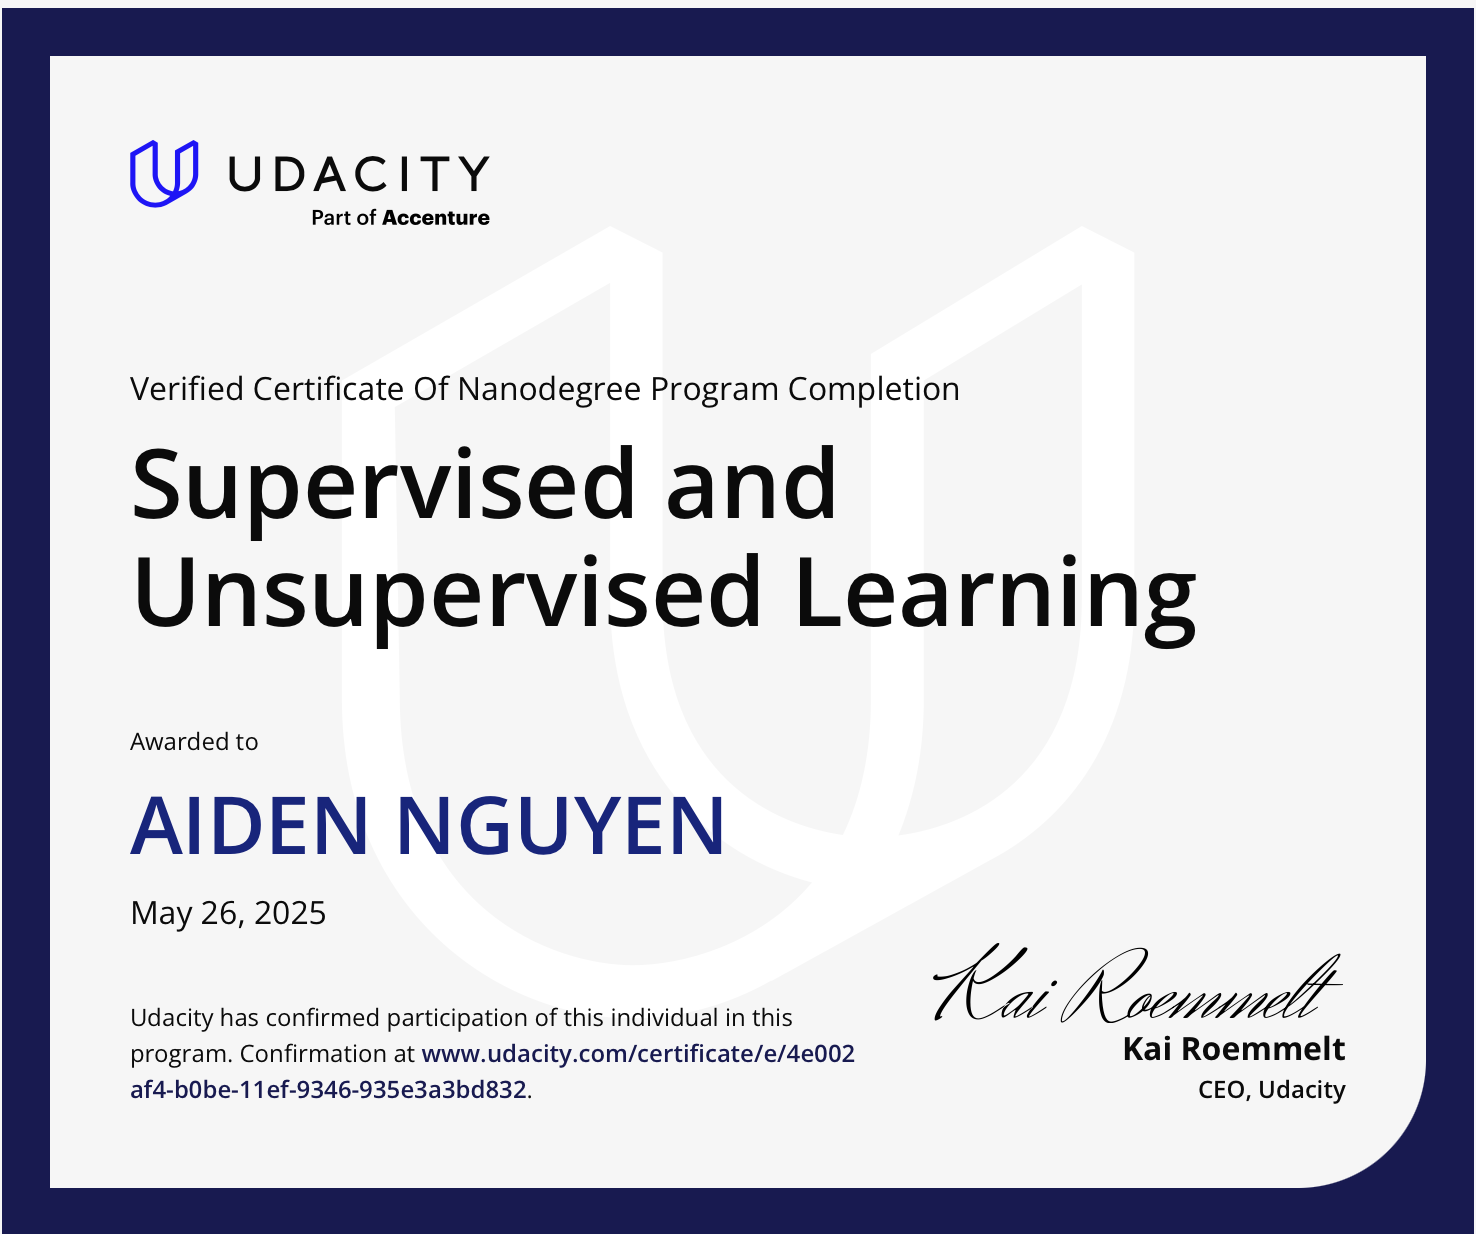 UDACITY
Part of Accenture
Verified Certificate Of Nanodegree Program Completion
Supervised and
Unsupervised Learning
Awarded to
AIDEN NGUYEN
May 26, 2025
Udacity has confirmed participation of this individual in this
program. Confirmation at www.udacity.com/certificate/e/4e002
af4-b0be-11ef-9346-935e3a3bd832.
Kai Roemmelt
Kai Roemmelt
CEO, Udacity